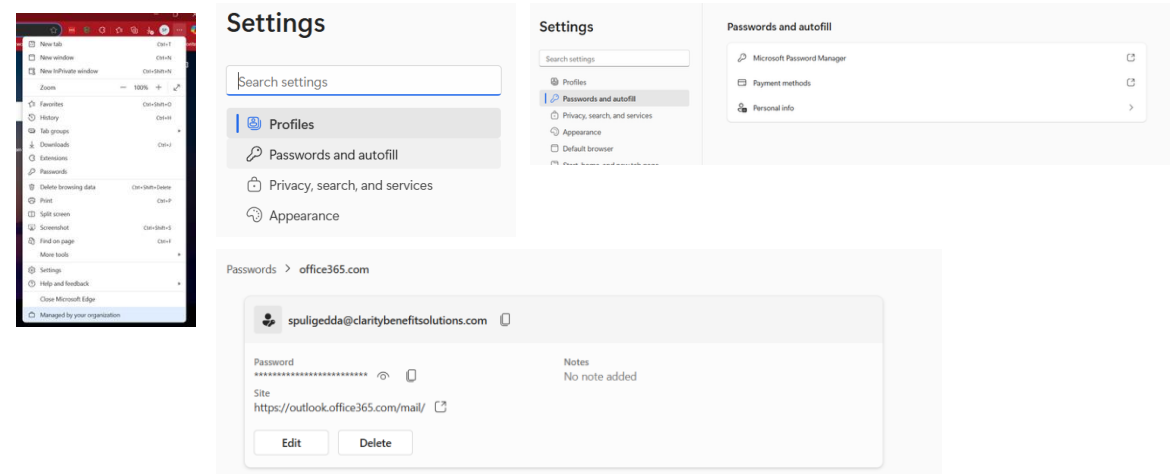 New tab Ctrl+T
New window Ctrl+N
New InPrivate window Ctrl+Shift+N
Zoom — 100% +
Favorites Ctrl+Shift+O
History Ctrl+H
Tab groups
Downloads Ctrl+J
Extensions
Passwords
Delete browsing data Ctrl+Shift+Delete
Print Ctrl+P
Split screen
Screenshot Ctrl+Shift+S
Find on page Ctrl+F
More tools
Settings
Help and feedback
Close Microsoft Edge
Managed by your organization
Settings
Search settings
Profiles
Passwords and autofill
Privacy, search, and services
Appearance
Settings
Search settings
Profiles
Passwords and autofill
Privacy, search, and services
Appearance
Default browser
Passwords and autofill
Microsoft Password Manager
Payment methods
Personal info
Passwords > office365.com
spuligedda@claritybenefitsolutions.com
Password
*************************
Notes
No note added
Site
https://outlook.office365.com/mail/
Edit
Delete